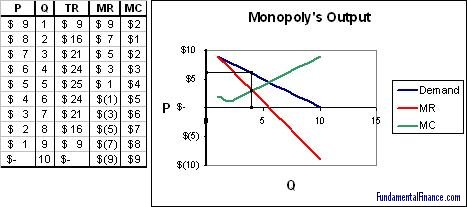 P Q TR MR MC
$ 9 1 $ 9 $ 9 $2
$ 8 2 $ 16 $ 7 $1
$ 7 3 $ 21 $ 5 $2
$ 6 4 $ 24 $ 3 $3
$ 5 5 $ 25 $ 1 $4
$ 4 6 $ 24 $(1) $5
$ 3 7 $ 21 $(3) $6
$ 2 8 $ 16 $(5) $7
$ 1 9 $ 9 $(7) $8
$- 10 $- $(9) $9
Monopoly's Output
$10
$5
P $- 5 10 15
$(5)
$(10)
Q
Demand
MR
MC
FundamentalFinance.com